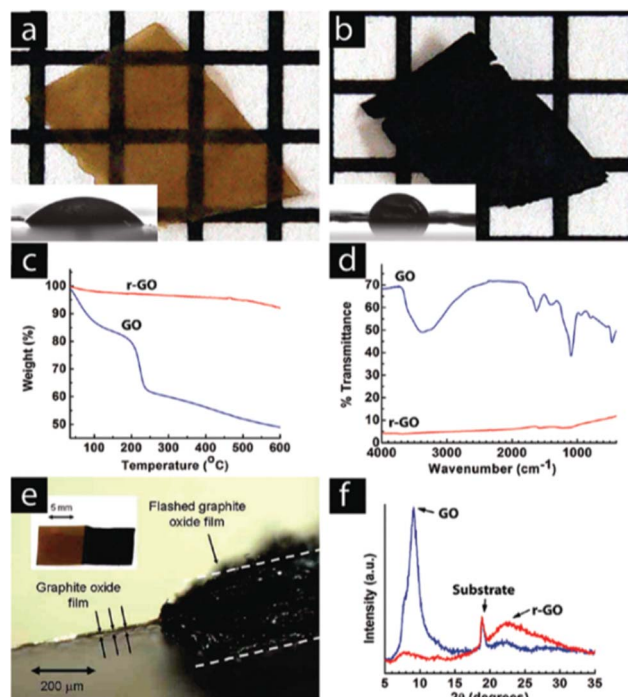 a
b
c
100
90
80
70
60
50
r-GO
GO
Weight (%)
100 200 300 400 500 600
Temperature (°C)
d
70
60
50
40
30
20
10
0
GO
r-GO
% Transmittance
4000 3000 2000 1000
Wavenumber (cm-1)
e
5 mm
Flashed graphite
oxide film
Graphite oxide
film
200 µm
f
GO
Substrate
r-GO
Intensity (a.u.)
5 10 15 20 25 30 35
2θ (degrees)